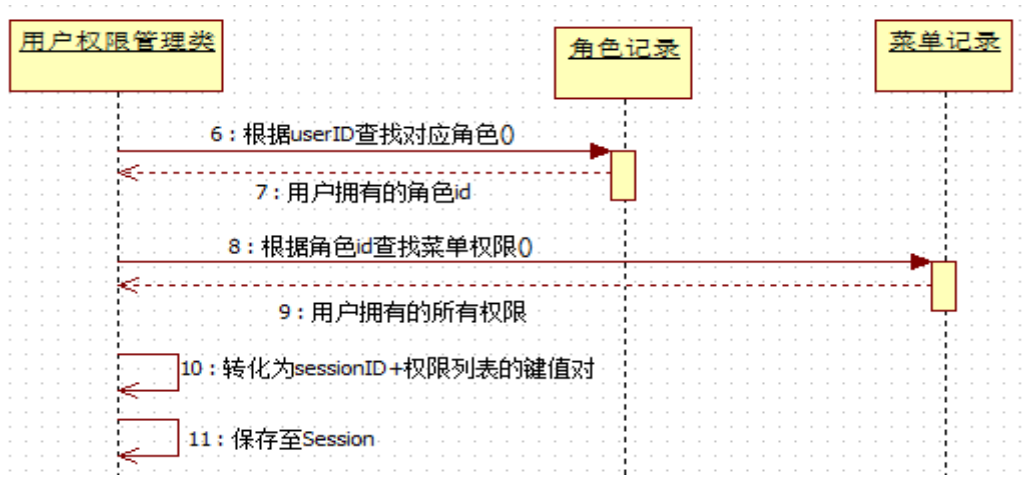 用户权限管理类
角色记录
菜单记录
6 : 根据userID查找对应角色()
7 : 用户拥有的角色id
8 : 根据角色id查找菜单权限()
9 : 用户拥有的所有权限
10 : 转化为sessionID+权限列表的键值对
11 : 保存至Session